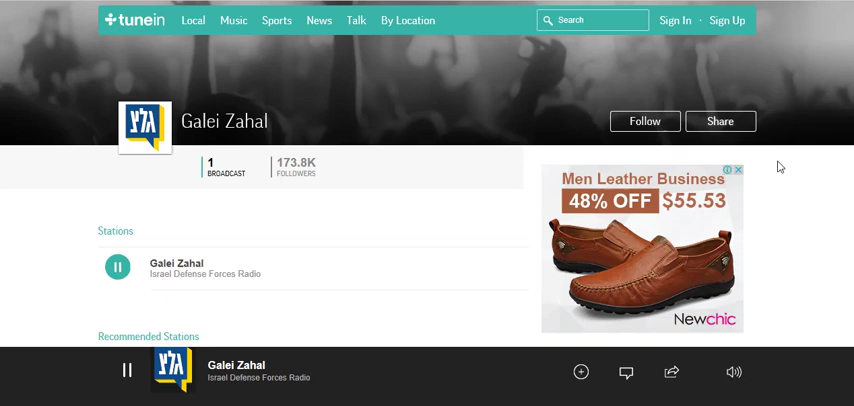 tunein Local Music Sports News Talk By Location Search Sign In · Sign Up
גלצ
Galei Zahal
Follow
Share
1
BROADCAST
173.8K
FOLLOWERS
Men Leather Business
48% OFF $55.53
Newchic
Stations
Galei Zahal
Israel Defense Forces Radio
Recommended Stations
גלצ
Galei Zahal
Israel Defense Forces Radio